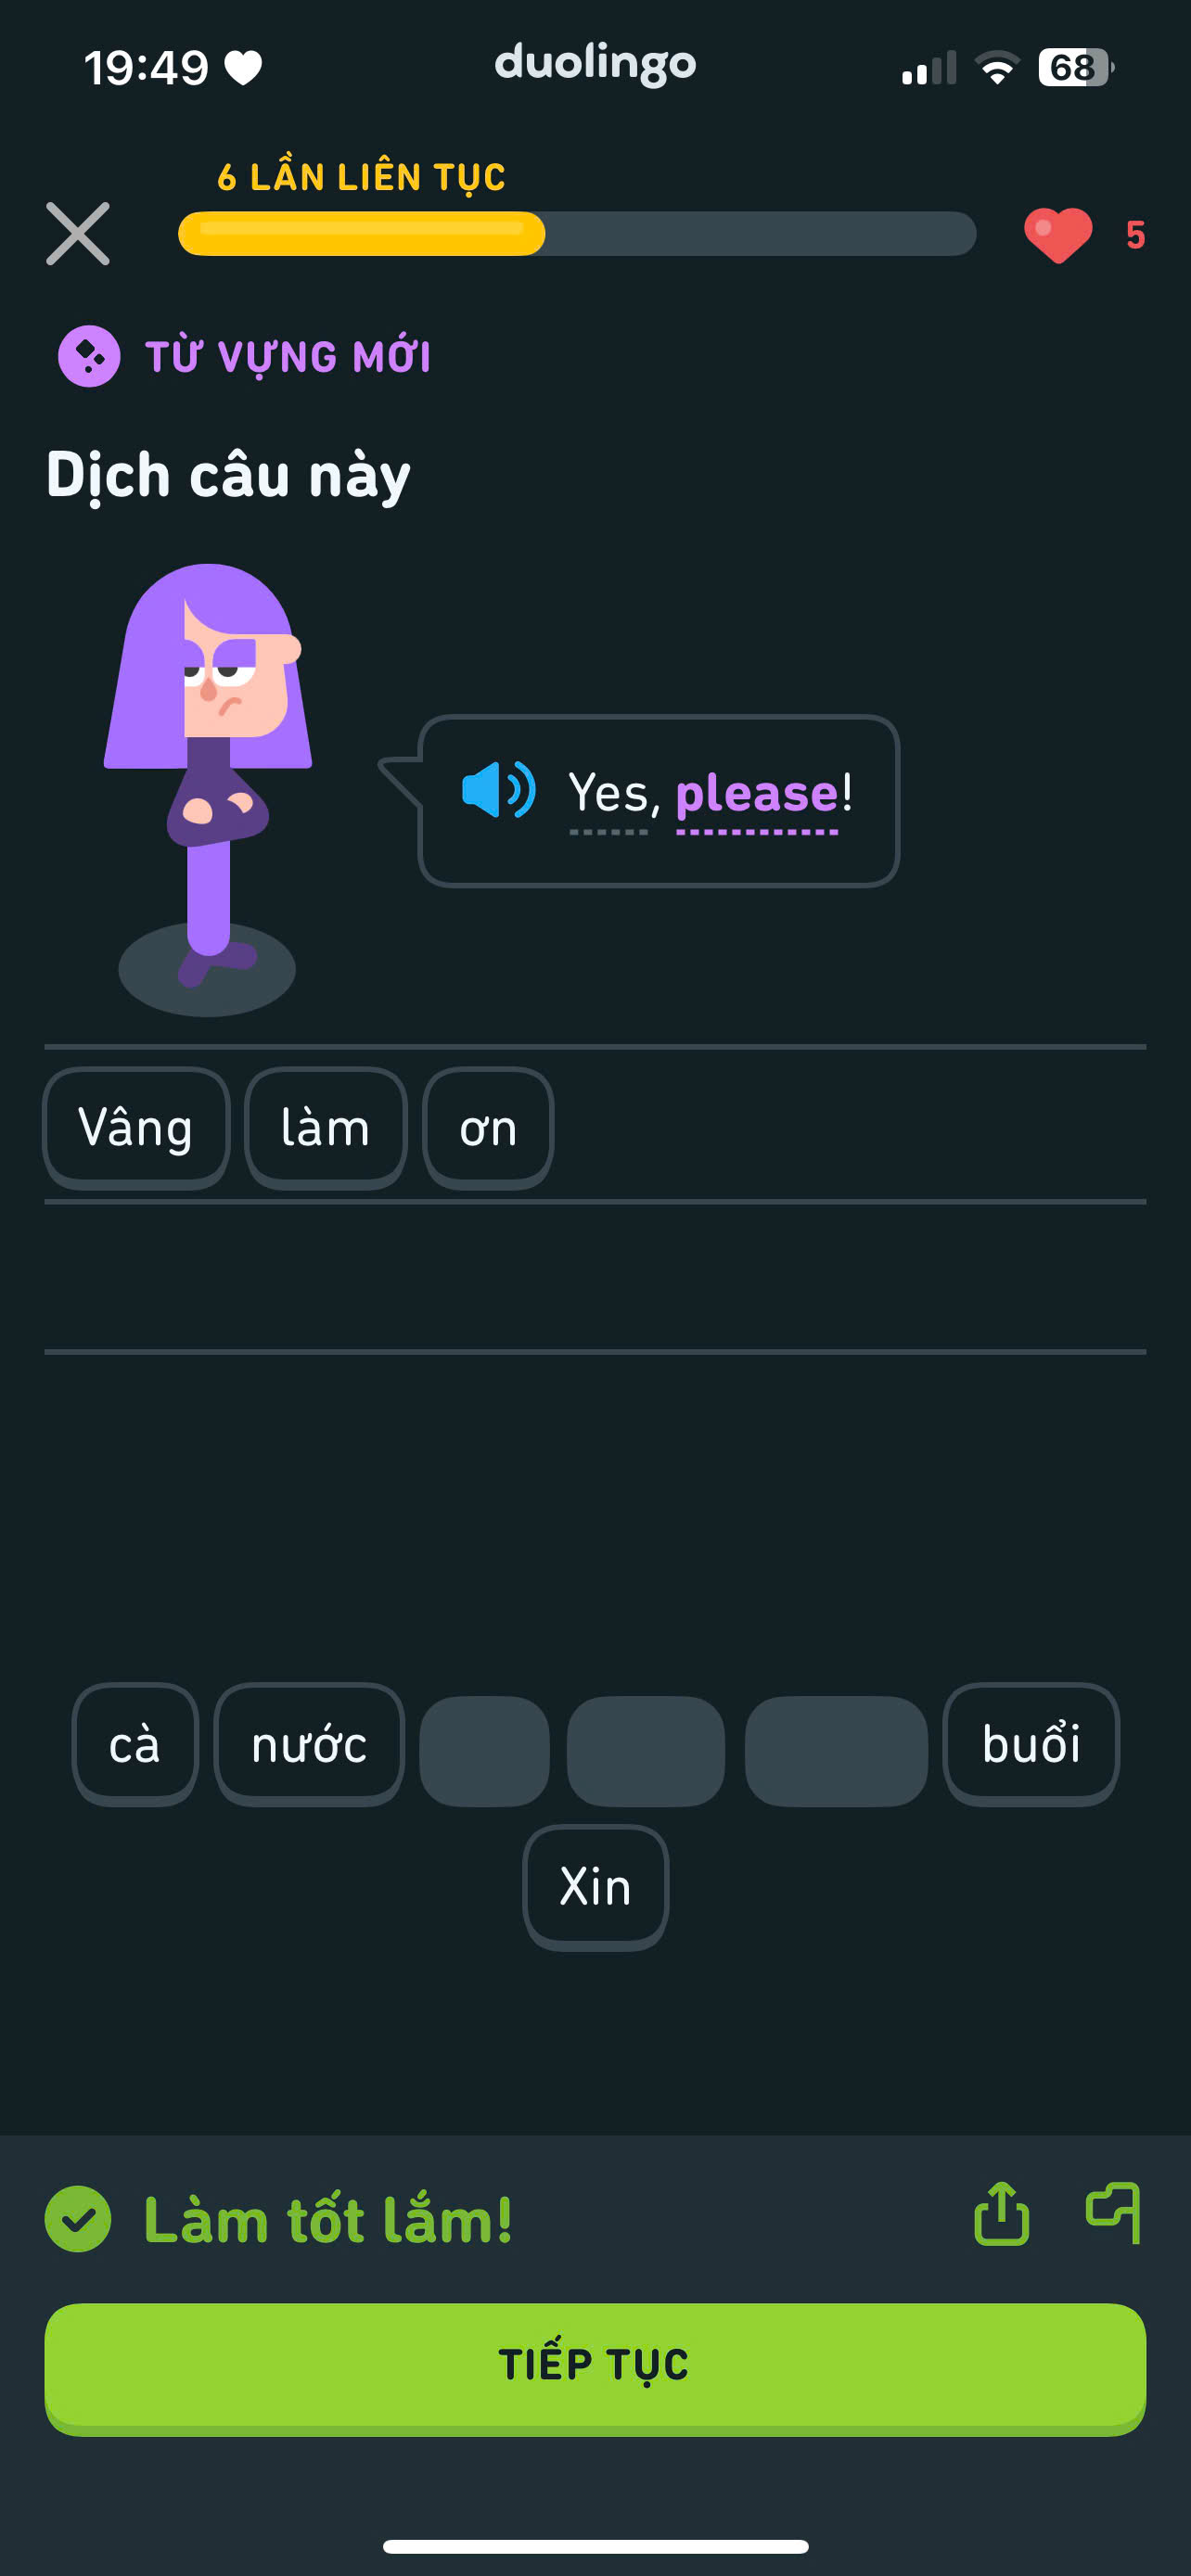 19:49
duolingo
68
6 LẦN LIÊN TỤC
5
TỪ VỰNG MỚI
Dịch câu này
Yes, please!
Vâng làm ơn
cà nước buổi
Xin
Làm tốt lắm!
TIẾP TỤC